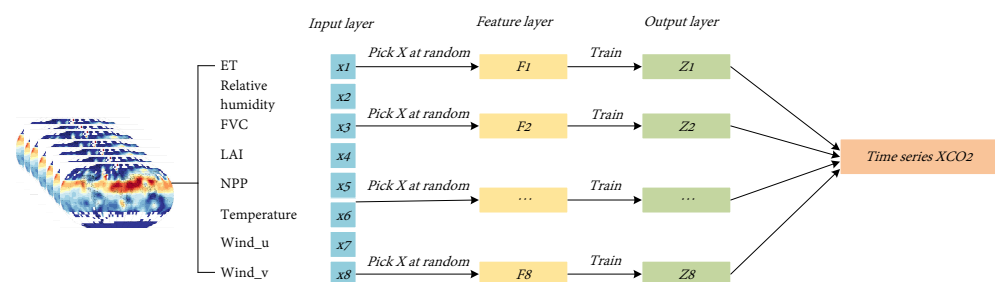 Input layer
Feature layer
Output layer
ET
x1
Pick X at random
F1
Train
Z1
Relative
humidity
x2
FVC
x3
Pick X at random
F2
Train
Z2
LAI
x4
Time series XCO2
NPP
x5
Pick X at random
...
Train
...
Temperature
x6
Wind_u
x7
Wind_v
x8
Pick X at random
F8
Train
Z8